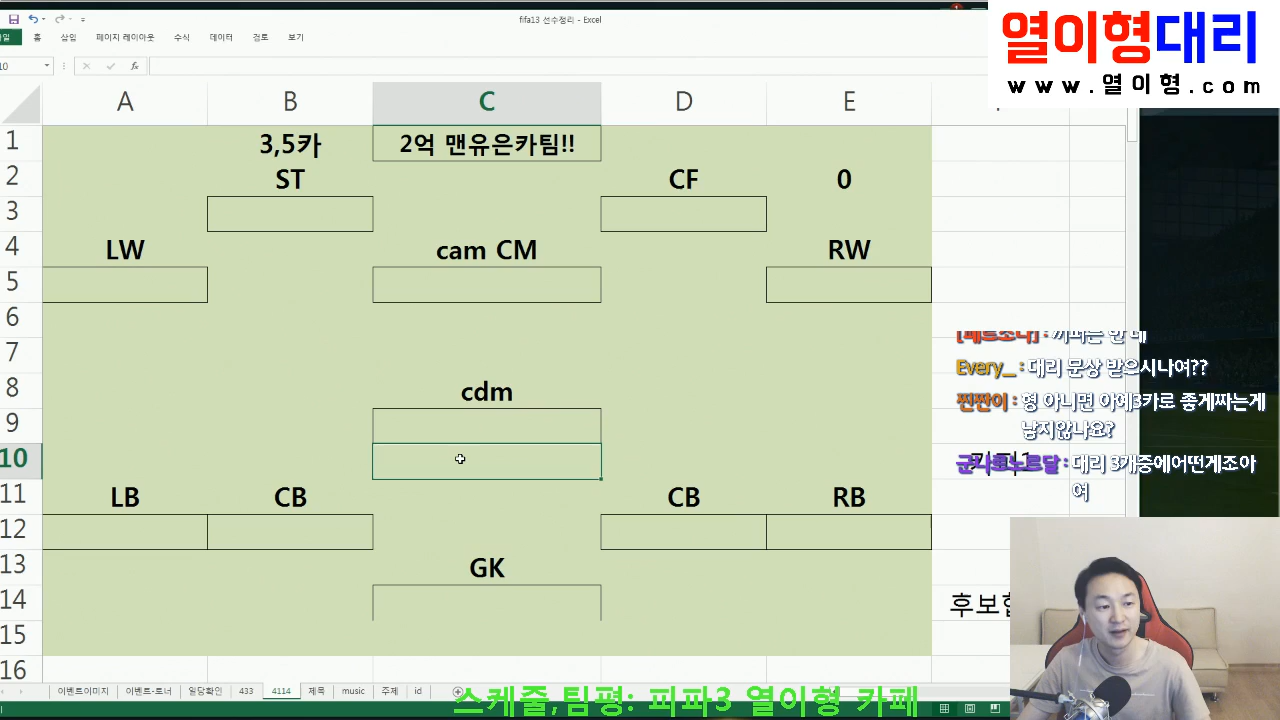 fifa13 선수정리 - Excel
열이형대리
www.열이형.com
홈 삽입 페이지 레이아웃 수식 데이터 검토 보기
A B C D E
1 3,5카 2억 맨유은카팀!!
2 ST CF 0
3
4 LW cam CM RW
5
6
7
8 cdm
9
10
11 LB CB CB RB
12
13 GK
14
15
16
Every_ : 대리 문상 받으시나여??
찐짠이 : 형 아니면 아예3카로 좋게짜는게
낳지않나요?
대리 3개중에어떤게조아
여
이벤트이미지 이벤트-토너 일당확인 433 4114 제목 music 주제 id
스케줄,팀평: 피파3 열이형 카페